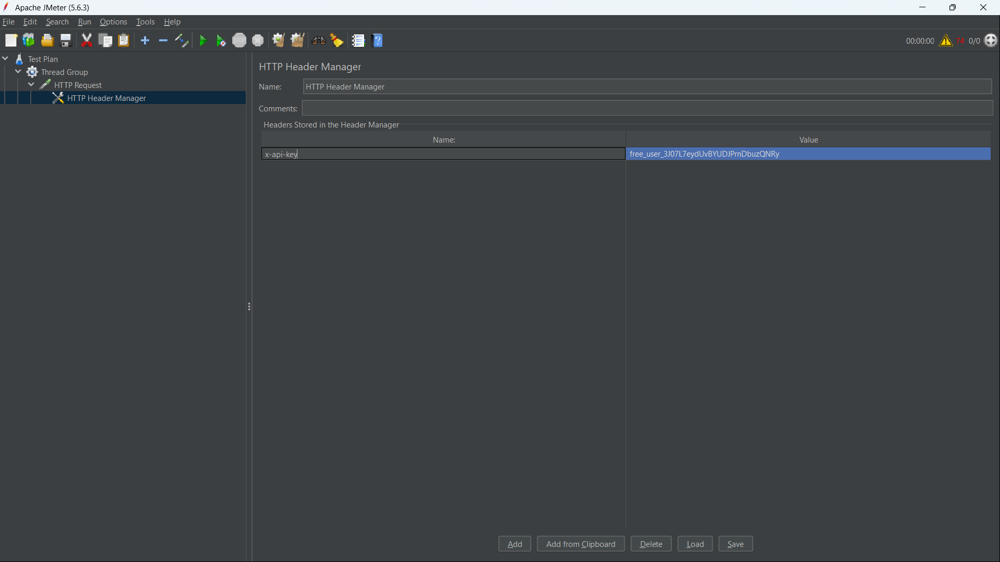 Apache JMeter (5.6.3)
File Edit Search Run Options Tools Help
STOP
00:00:00 74 0/0
Test Plan
Thread Group
HTTP Request
HTTP Header Manager
HTTP Header Manager
Name: HTTP Header Manager
Comments:
Headers Stored in the Header Manager
Name: Value
x-api-key free_user_3J07L7eydUvBYUDJPrnDbuzQNRy
Add Add from Clipboard Delete Load Save